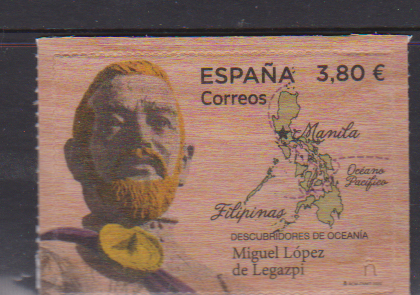 ESPAÑA 3,80 €
Correos
Manila
Océano
Pacífico
Filipinas
DESCUBRIDORES DE OCEANÍA
Miguel López
de Legazpi